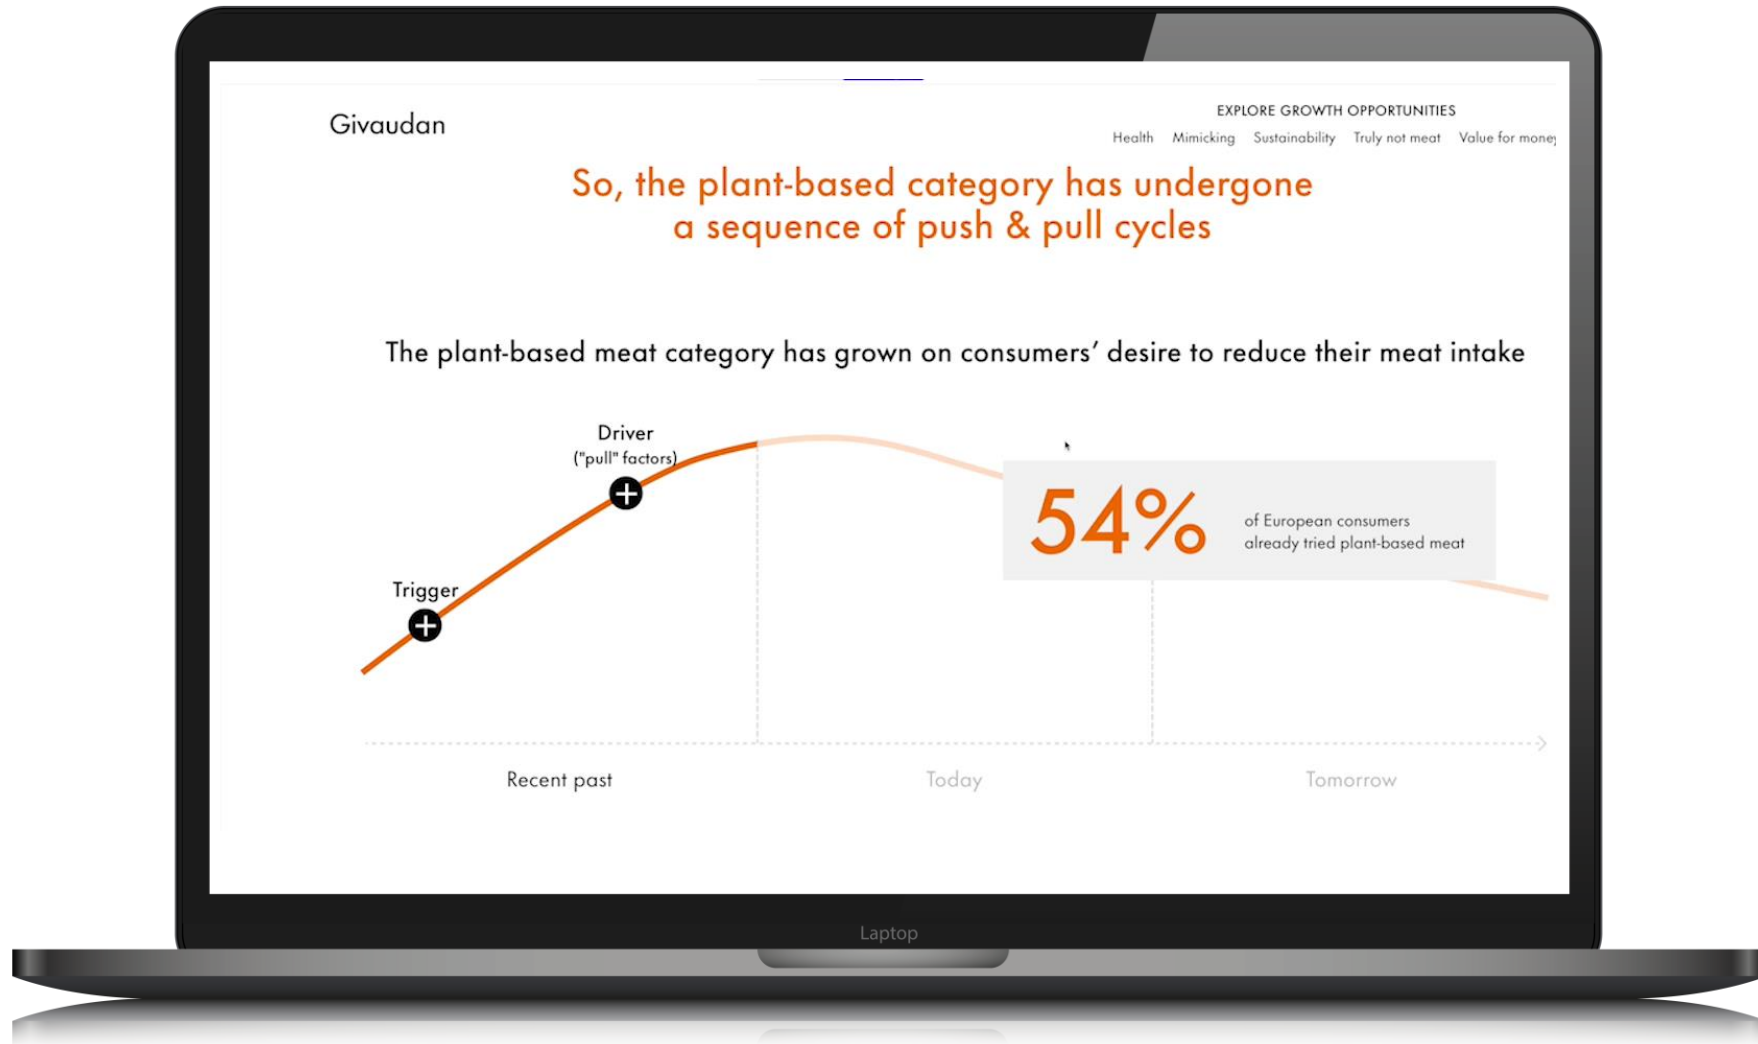 Givaudan
EXPLORE GROWTH OPPORTUNITIES
Health Mimicking Sustainability Truly not meat Value for money
So, the plant-based category has undergone
a sequence of push & pull cycles
The plant-based meat category has grown on consumers’ desire to reduce their meat intake
Driver
("pull" factors)
Trigger
54%
of European consumers
already tried plant-based meat
Recent past
Today
Tomorrow
Laptop